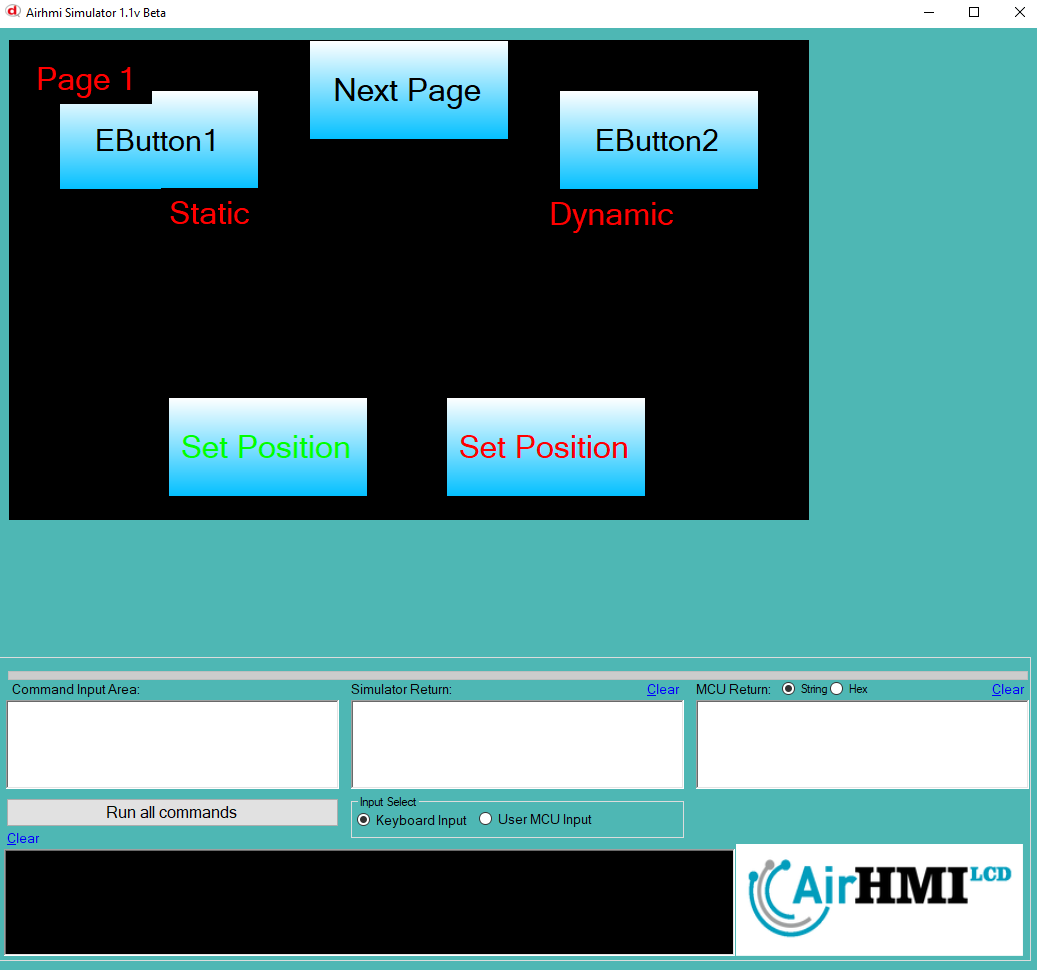 Airhmi Simulator 1.1v Beta
Page 1
Next Page
EButton1
EButton2
Static
Dynamic
Set Position
Set Position
Command Input Area:
Simulator Return:
Clear
MCU Return:
String
Hex
Clear
Run all commands
Input Select
Keyboard Input
User MCU Input
Clear
AirHMI LCD